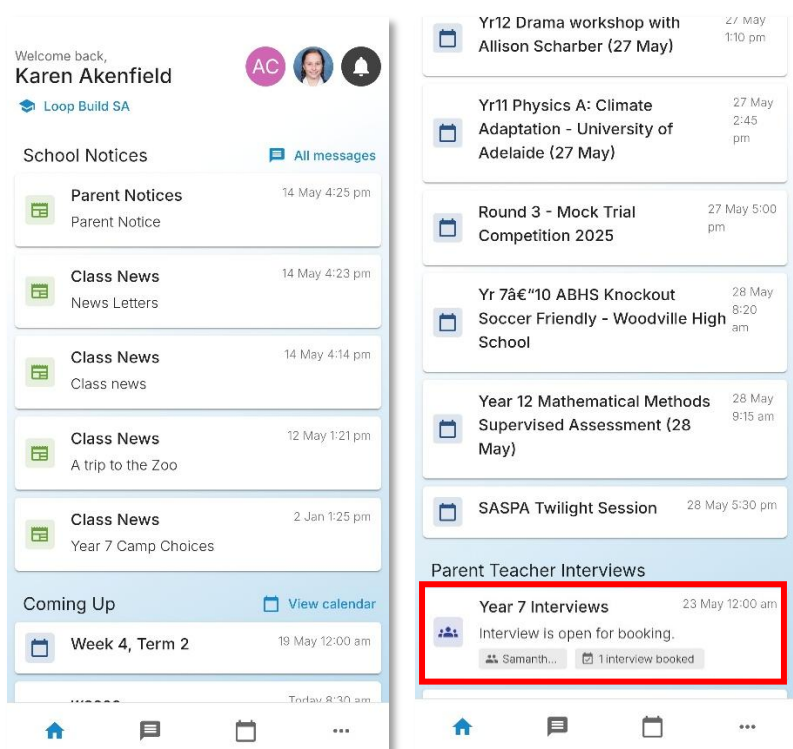 Welcome back,
Karen Akenfield
AC
Loop Build SA
School Notices
All messages
Parent Notices
14 May 4:25 pm
Parent Notice
Class News
14 May 4:23 pm
News Letters
Class News
14 May 4:14 pm
Class news
Class News
12 May 1:21 pm
A trip to the Zoo
Class News
2 Jan 1:25 pm
Year 7 Camp Choices
Coming Up
View calendar
Week 4, Term 2
19 May 12:00 am
Today 8:30 am
Yr12 Drama workshop with
Allison Scharber (27 May)
27 May
1:10 pm
Yr11 Physics A: Climate
Adaptation - University of
Adelaide (27 May)
27 May
2:45
pm
Round 3 - Mock Trial
Competition 2025
27 May 5:00
pm
Yr 7â€“10 ABHS Knockout
Soccer Friendly - Woodville High
School
28 May
8:20
am
Year 12 Mathematical Methods
Supervised Assessment (28
May)
28 May
9:15 am
SASPA Twilight Session
28 May 5:30 pm
Parent Teacher Interviews
Year 7 Interviews
23 May 12:00 am
Interview is open for booking.
Samanth...
1 interview booked